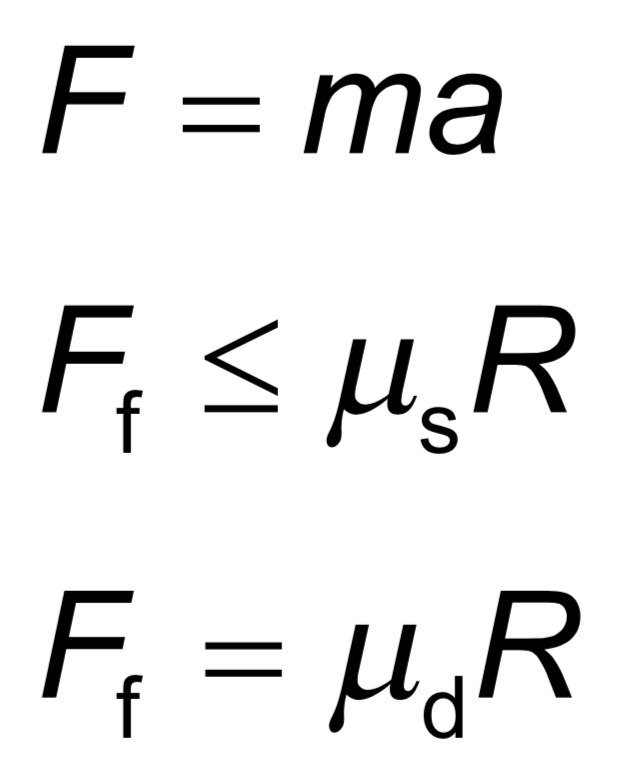 F = ma
F_f ≤ μ_s R
F_f = μ_d R